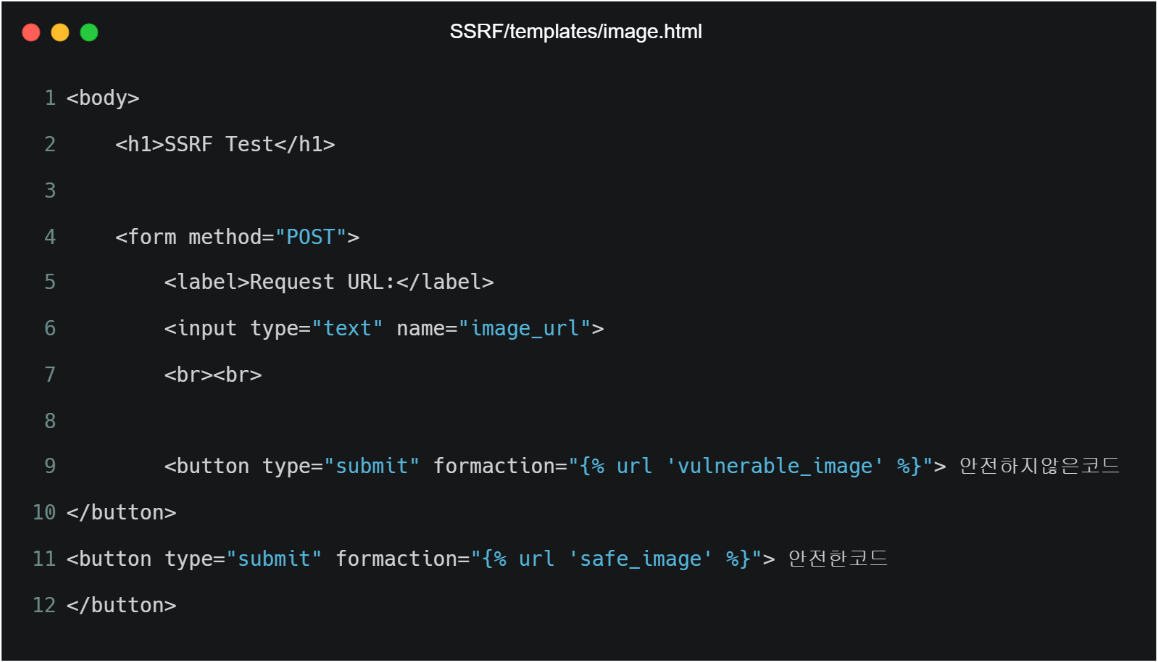 SSRF/templates/image.html
1 <body>
2     <h1>SSRF Test</h1>
3
4     <form method="POST">
5         <label>Request URL:</label>
6         <input type="text" name="image_url">
7         <br><br>
8
9         <button type="submit" formaction="{% url 'vulnerable_image' %}"> 안전하지않은코드
10 </button>
11 <button type="submit" formaction="{% url 'safe_image' %}"> 안전한코드
12 </button>